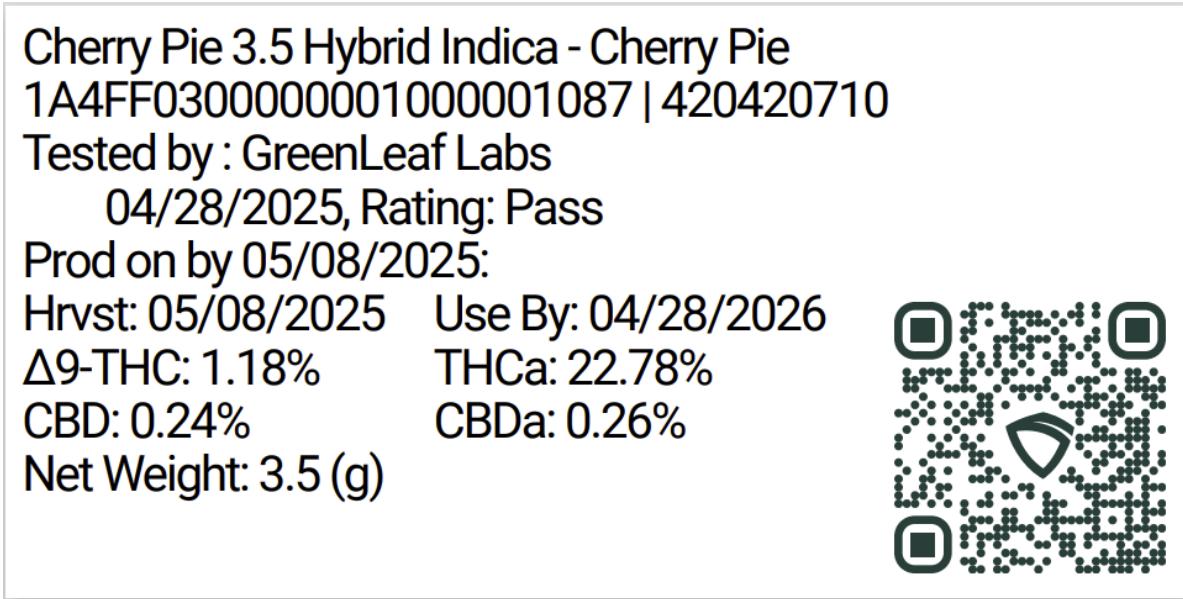 Cherry Pie 3.5 Hybrid Indica - Cherry Pie
1A4FF0300000001000001087 | 420420710
Tested by : GreenLeaf Labs
04/28/2025, Rating: Pass
Prod on by 05/08/2025:
Hrvst: 05/08/2025 Use By: 04/28/2026
Δ9-THC: 1.18% THCa: 22.78%
CBD: 0.24% CBDa: 0.26%
Net Weight: 3.5 (g)